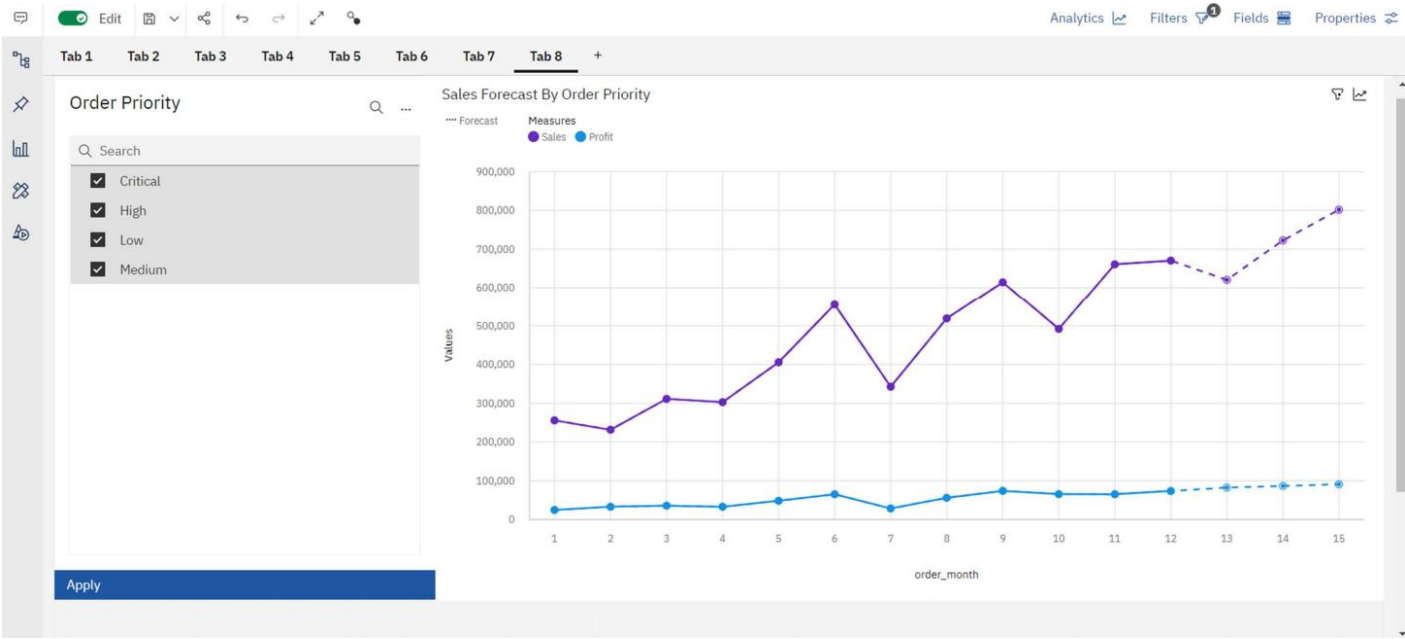 Edit
Analytics Filters 1 Fields Properties
Tab 1 Tab 2 Tab 3 Tab 4 Tab 5 Tab 6 Tab 7 Tab 8 +
Order Priority ...
Search
Critical
High
Low
Medium
Apply
Sales Forecast By Order Priority
Forecast Measures
Sales Profit
900,000
800,000
700,000
600,000
500,000
400,000
300,000
200,000
100,000
0
Values
1 2 3 4 5 6 7 8 9 10 11 12 13 14 15
order_month